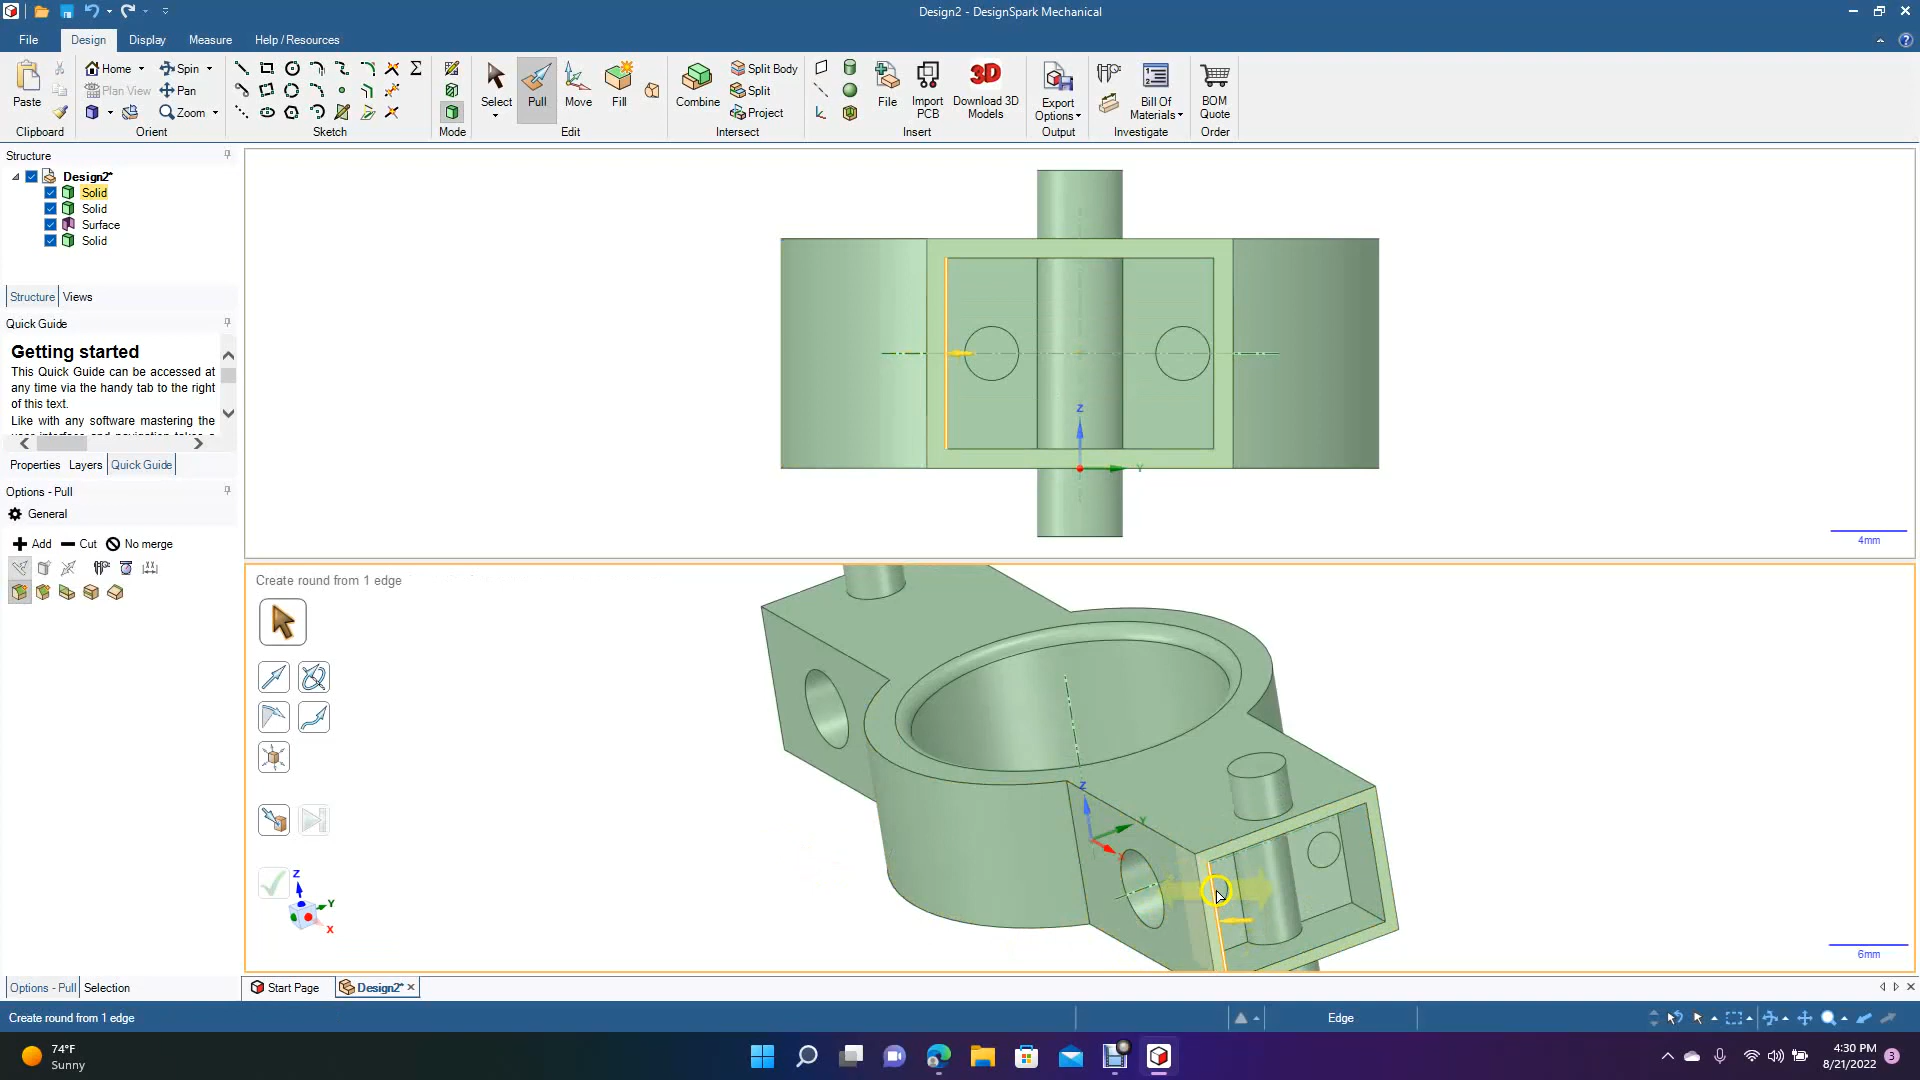 Design2 - DesignSpark Mechanical
File
Design
Display
Measure
Help / Resources
Paste
Clipboard
Home
Plan View
Spin
Pan
Zoom
Orient
Sketch
Mode
Select
Pull
Move
Fill
Edit
Combine
Split Body
Split
Project
Intersect
File
Import PCB
Download 3D Models
3D
Insert
Export Options
Output
Bill Of Materials
Investigate
BOM Quote
Order
Structure
Design2*
Solid
Solid
Surface
Solid
Structure
Views
Quick Guide
Getting started
This Quick Guide can be accessed at
any time via the handy tab to the right
of this text.
Like with any software mastering the
Properties
Layers
Quick Guide
Options - Pull
General
Add
Cut
No merge
Z
Y
4mm
Create round from 1 edge
Z
Y
Z
Y
X
6mm
Options - Pull
Selection
Start Page
Design2*
Create round from 1 edge
Edge
74°F
Sunny
4:30 PM
8/21/2022
3